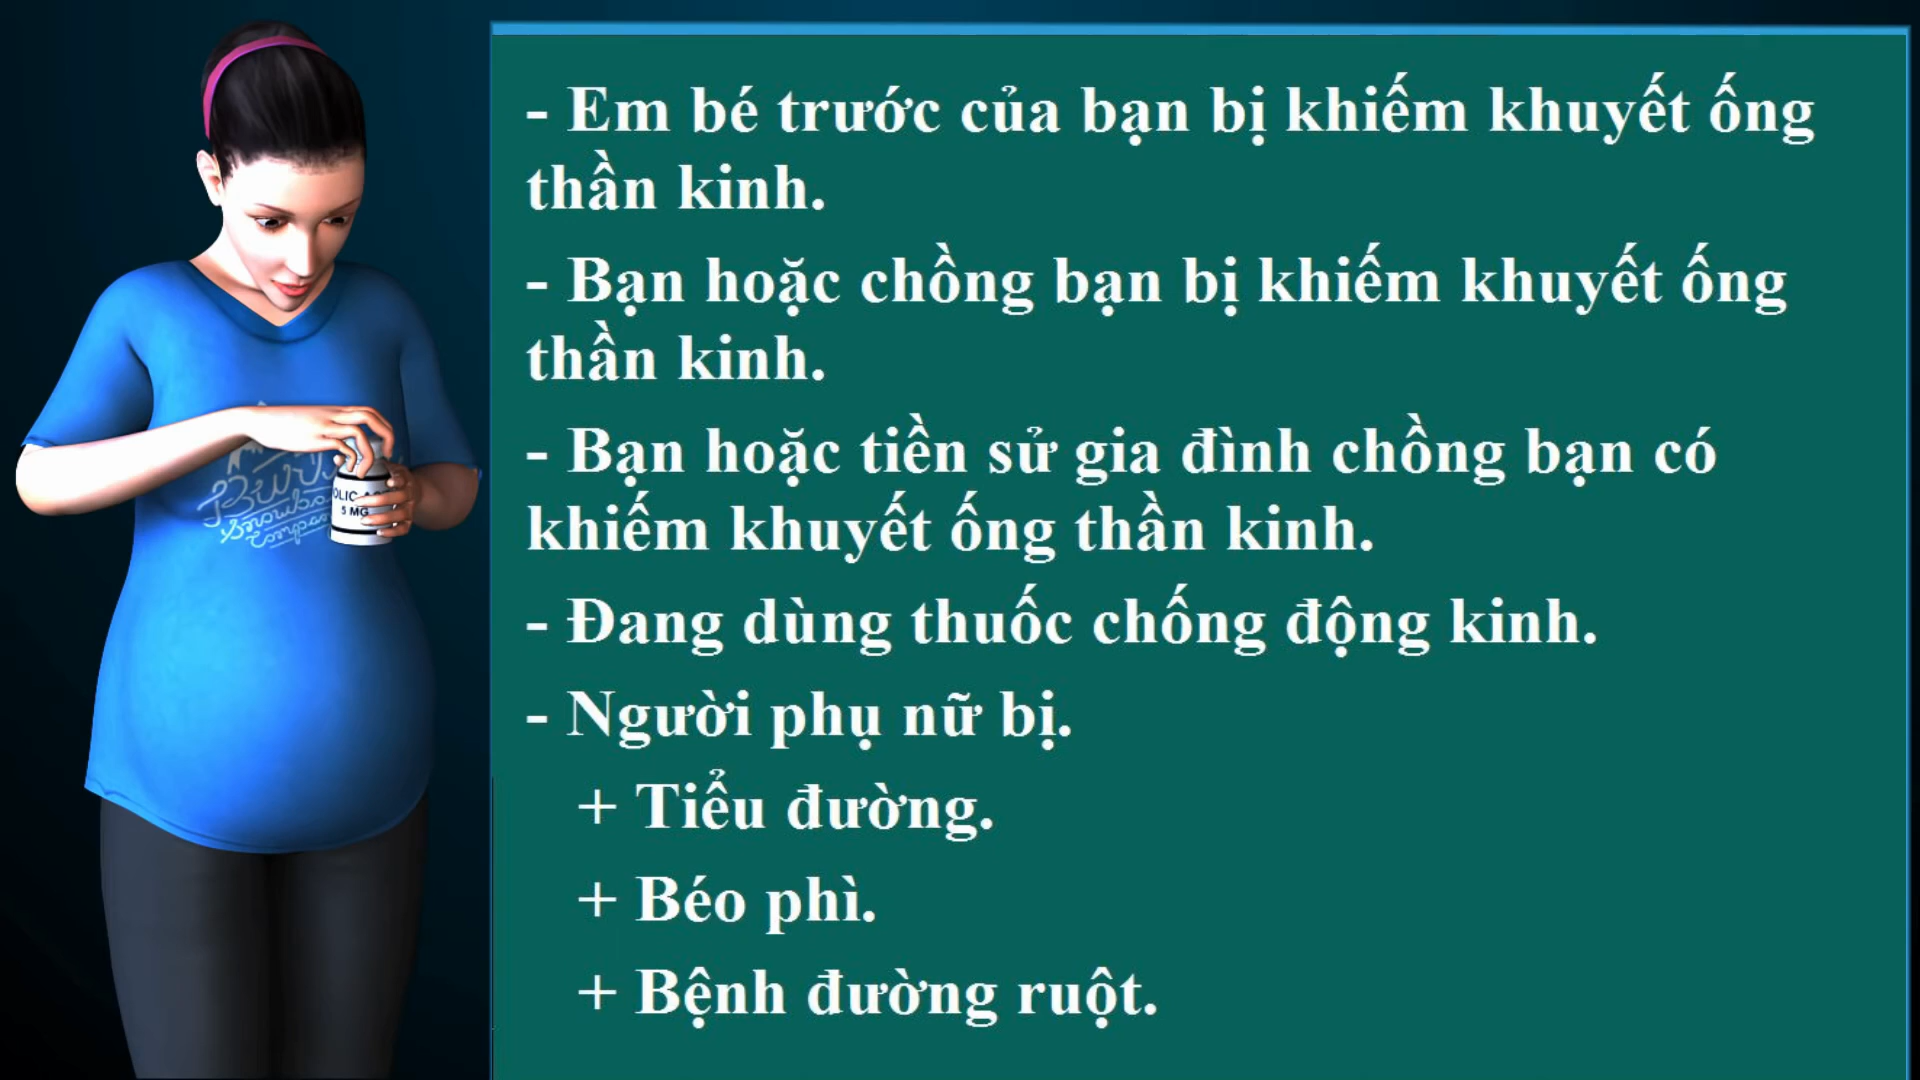 - Em bé trước của bạn bị khiếm khuyết ống
thần kinh.
- Bạn hoặc chồng bạn bị khiếm khuyết ống
thần kinh.
- Bạn hoặc tiền sử gia đình chồng bạn có
khiếm khuyết ống thần kinh.
- Đang dùng thuốc chống động kinh.
- Người phụ nữ bị.
+ Tiểu đường.
+ Béo phì.
+ Bệnh đường ruột.
5 MG